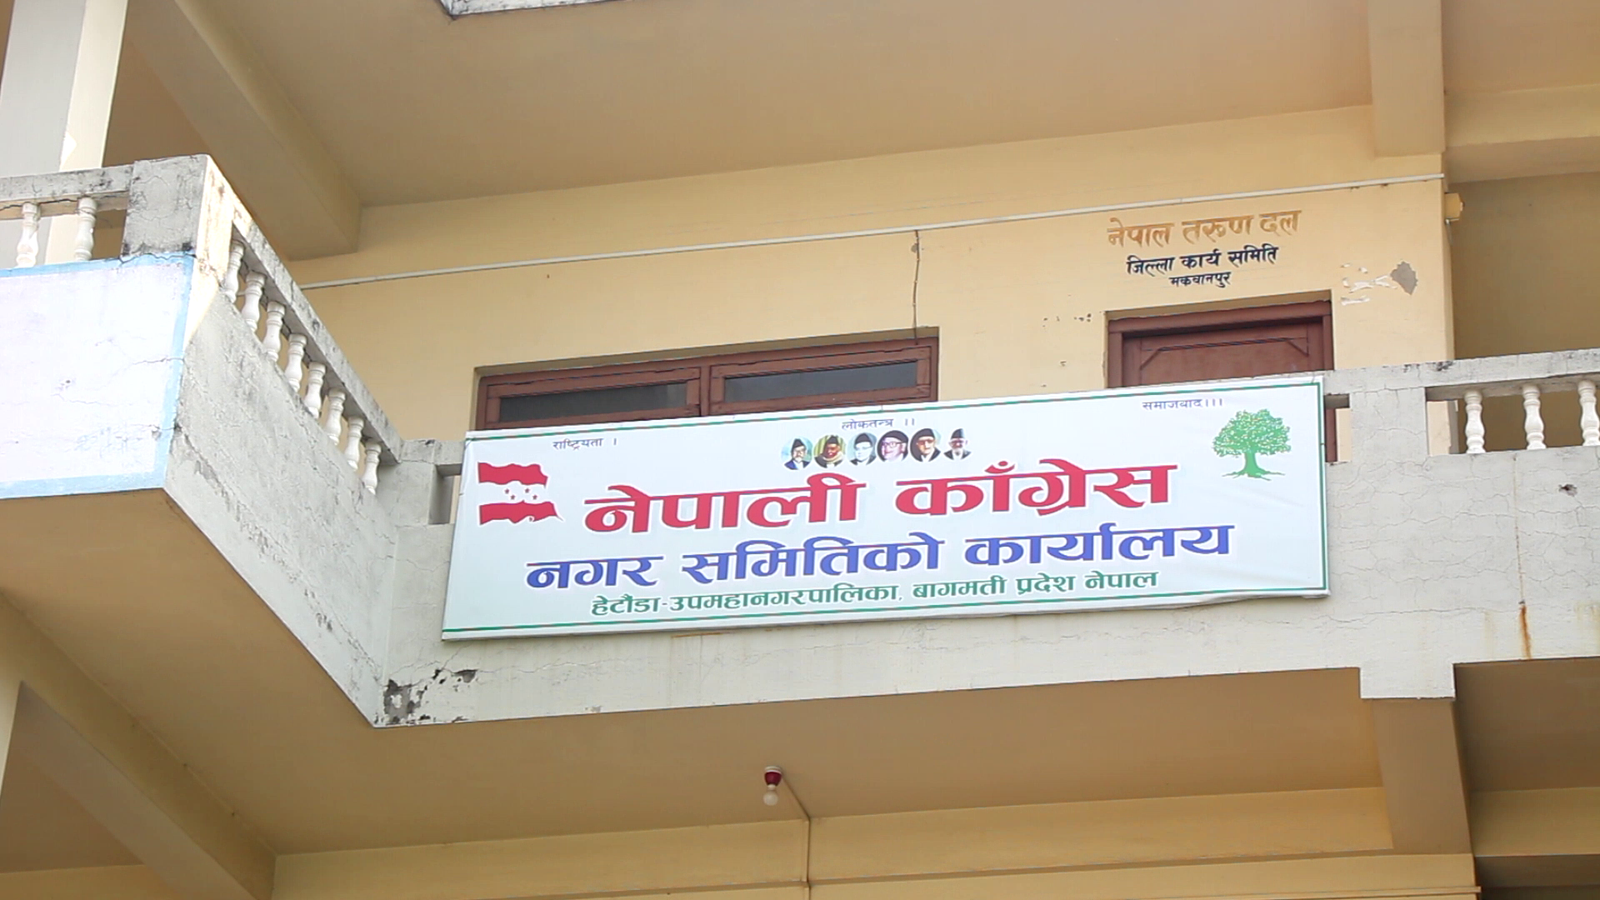 नेपाल तरुण दल
जिल्ला कार्य समिति
मकवानपुर
राष्ट्रियता । लोकतन्त्र ।। समाजवाद।।।
नेपाली काँग्रेस
नगर समितिको कार्यालय
हेटौंडा-उपमहानगरपालिका, बागमती प्रदेश नेपाल